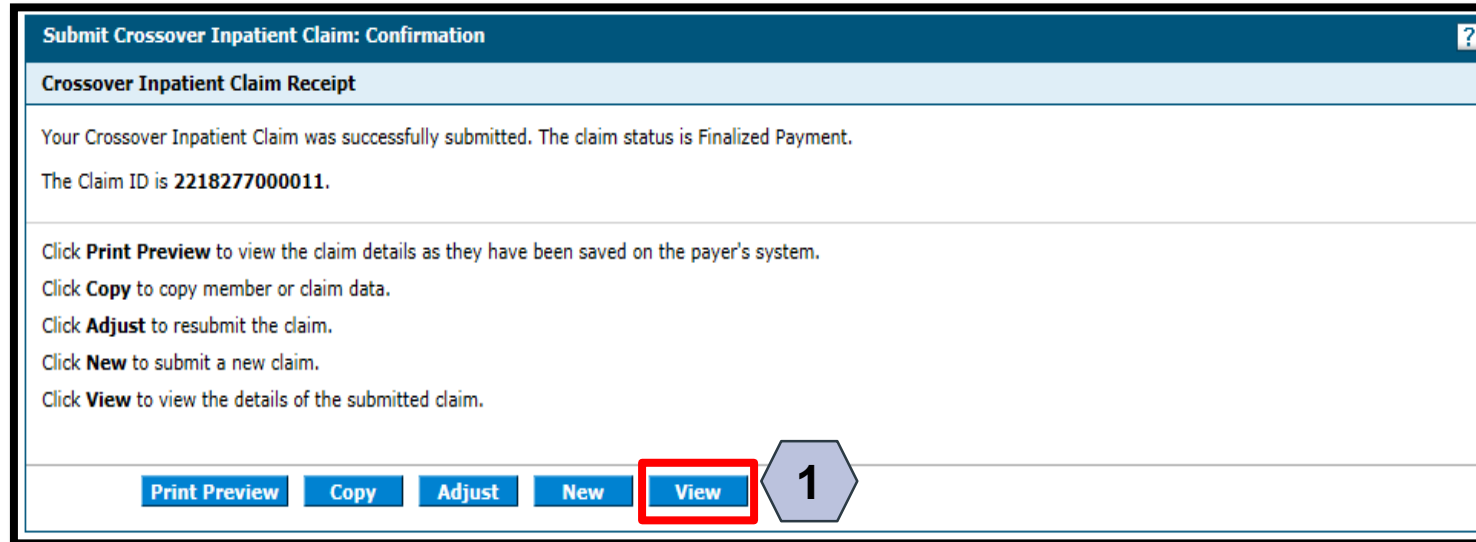 Submit Crossover Inpatient Claim: Confirmation
?
Crossover Inpatient Claim Receipt
Your Crossover Inpatient Claim was successfully submitted. The claim status is Finalized Payment.
The Claim ID is 2218277000011.
Click Print Preview to view the claim details as they have been saved on the payer's system.
Click Copy to copy member or claim data.
Click Adjust to resubmit the claim.
Click New to submit a new claim.
Click View to view the details of the submitted claim.
Print Preview Copy Adjust New View 1